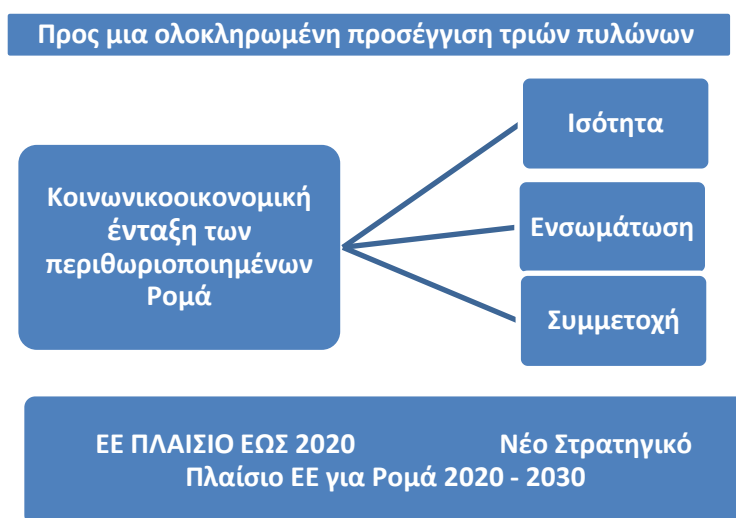 Προς μια ολοκληρωμένη προσέγγιση τριών πυλώνων
Κοινωνικοοικονομική
ένταξη των
περιθωριοποιημένων
Ρομά
Ισότητα
Ενσωμάτωση
Συμμετοχή
ΕΕ ΠΛΑΙΣΙΟ ΕΩΣ 2020 Νέο Στρατηγικό
Πλαίσιο ΕΕ για Ρομά 2020 - 2030